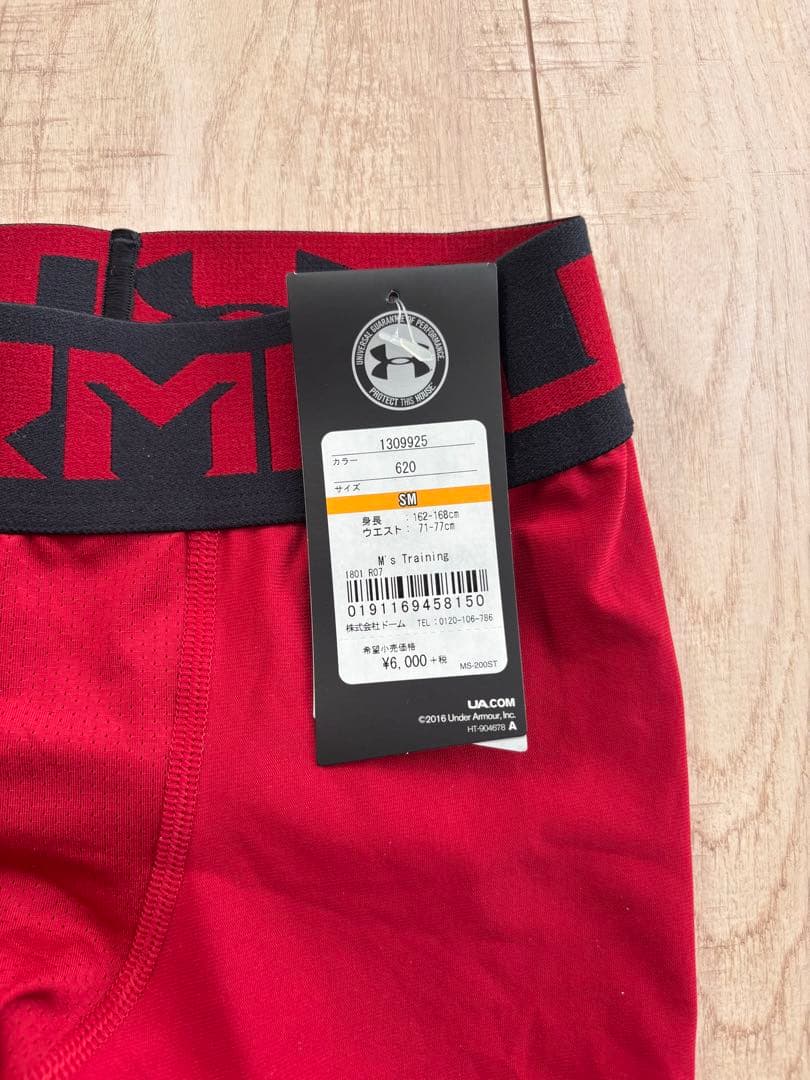 RM
UNIVERSAL GUARANTEE OF PERFORMANCE
PROTECT THIS HOUSE.
1309925
カラー
620
サイズ
SM
身長 :162-168cm
ウエスト: 71-77cm
M's Training
1801 R07
0191169458150
株式会社ドーム TEL:0120-106-786
希望小売価格
¥6,000+税
MS-200ST
UA.COM
©2016 Under Armour, Inc.
HT-904678 A